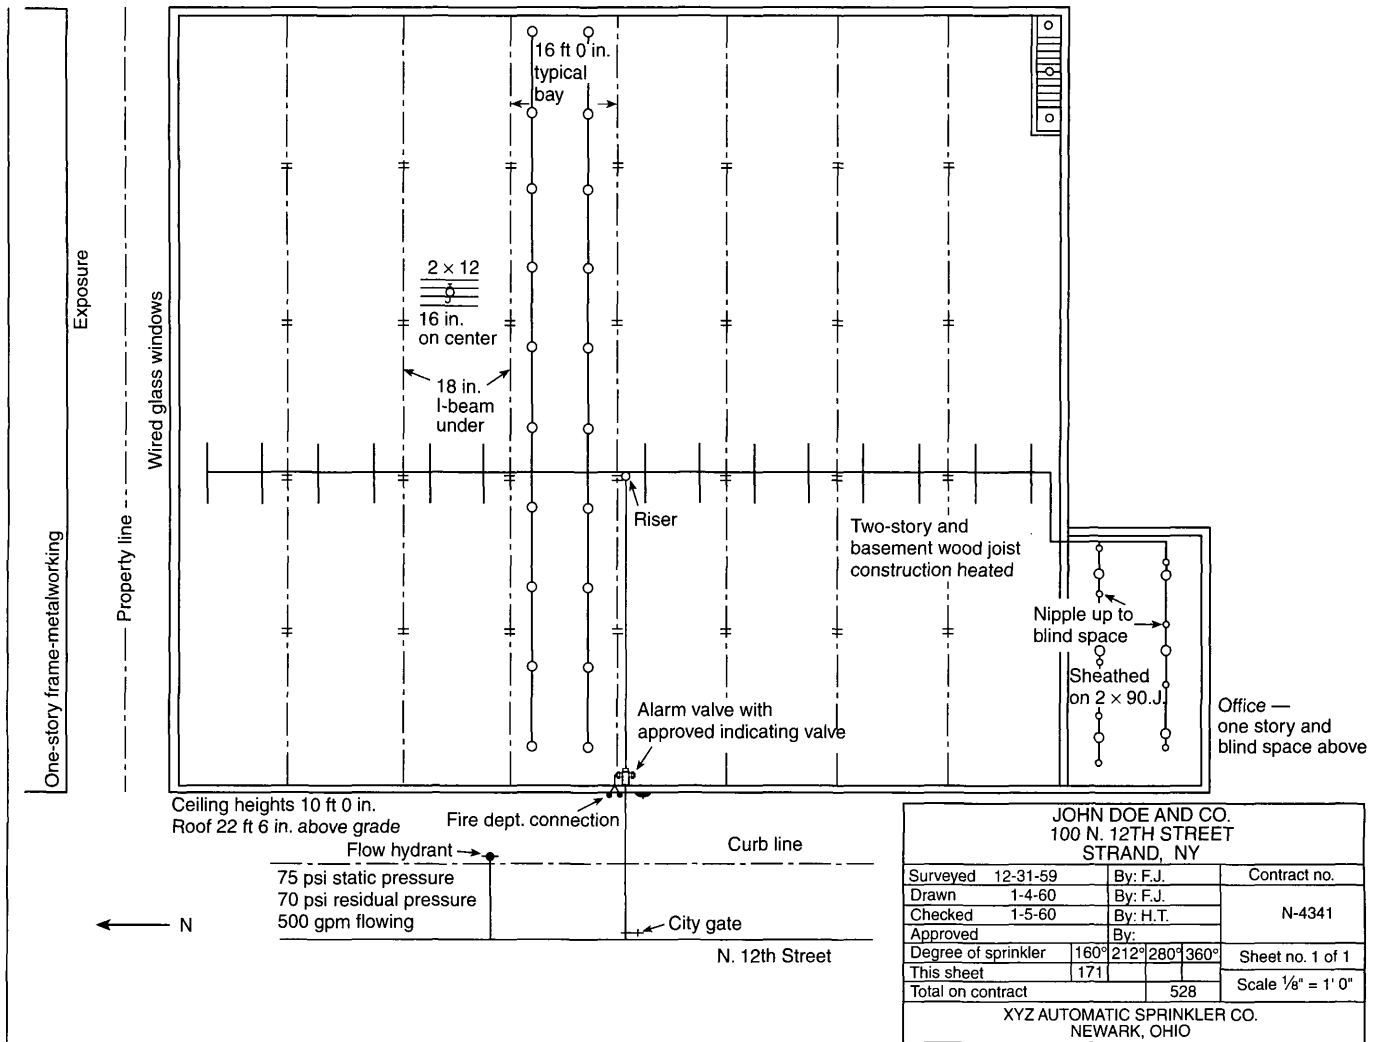 16 ft 0 in.
typical
bay
Exposure
Wired glass windows
2 × 12
16 in.
on center
18 in.
I-beam
under
Riser
Two-story and
basement wood joist
construction heated
Property line
One-story frame-metalworking
Nipple up to
blind space
Sheathed
on 2 × 90.J.
Office —
one story and
blind space above
Alarm valve with
approved indicating valve
Ceiling heights 10 ft 0 in.
Roof 22 ft 6 in. above grade
Fire dept. connection
Flow hydrant
Curb line
75 psi static pressure
70 psi residual pressure
500 gpm flowing
N
City gate
N. 12th Street
JOHN DOE AND CO.
100 N. 12TH STREET
STRAND, NY
Surveyed 12-31-59 By: F.J. Contract no.
Drawn 1-4-60 By: F.J.
Checked 1-5-60 By: H.T. N-4341
Approved By:
Degree of sprinkler 160° 212° 280° 360° Sheet no. 1 of 1
This sheet 171
Total on contract 528 Scale 1/8" = 1' 0"
XYZ AUTOMATIC SPRINKLER CO.
NEWARK, OHIO